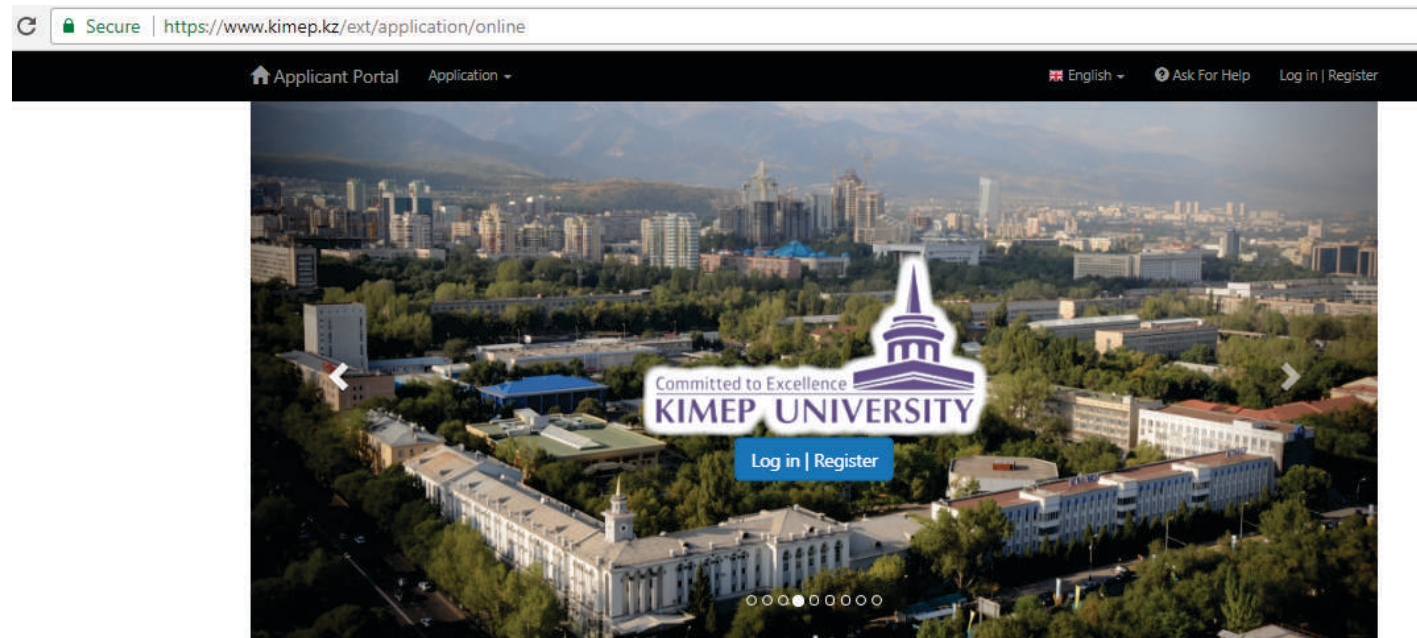 Secure | https://www.kimep.kz/ext/application/online
Applicant Portal Application English Ask For Help Log in | Register
Committed to Excellence
KIMEP UNIVERSITY
Log in | Register